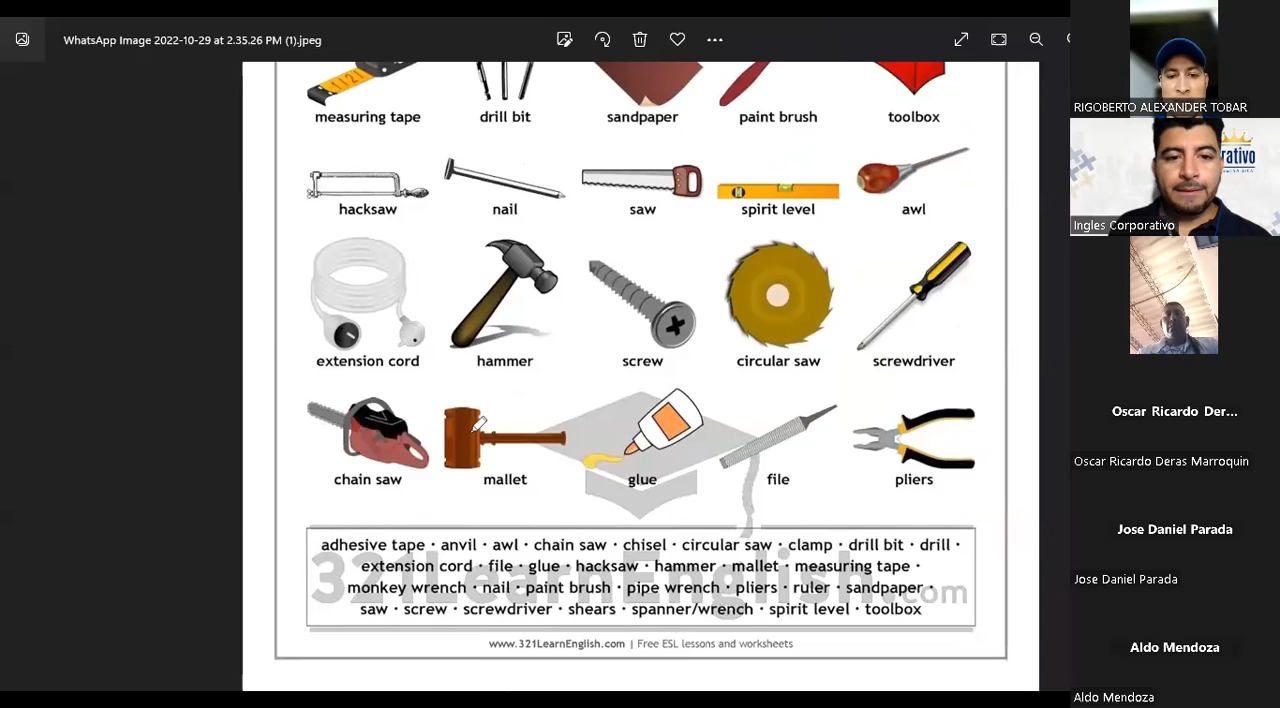 WhatsApp Image 2022-10-29 at 2.35.26 PM (1).jpeg
measuring tape drill bit sandpaper paint brush toolbox
hacksaw nail saw spirit level awl
extension cord hammer screw circular saw screwdriver
chain saw mallet glue file pliers
adhesive tape · anvil · awl · chain saw · chisel · circular saw · clamp · drill bit · drill ·
extension cord · file · glue · hacksaw · hammer · mallet · measuring tape ·
monkey wrench · nail · paint brush · pipe wrench · pliers · ruler · sandpaper ·
saw · screw · screwdriver · shears · spanner/wrench · spirit level · toolbox
321LearnEnglish.com
www.321LearnEnglish.com | Free ESL lessons and worksheets
RIGOBERTO ALEXANDER TOBAR
rativo
Ingles Corporativo
Oscar Ricardo Der...
Oscar Ricardo Deras Marroquin
Jose Daniel Parada
Jose Daniel Parada
Aldo Mendoza
Aldo Mendoza